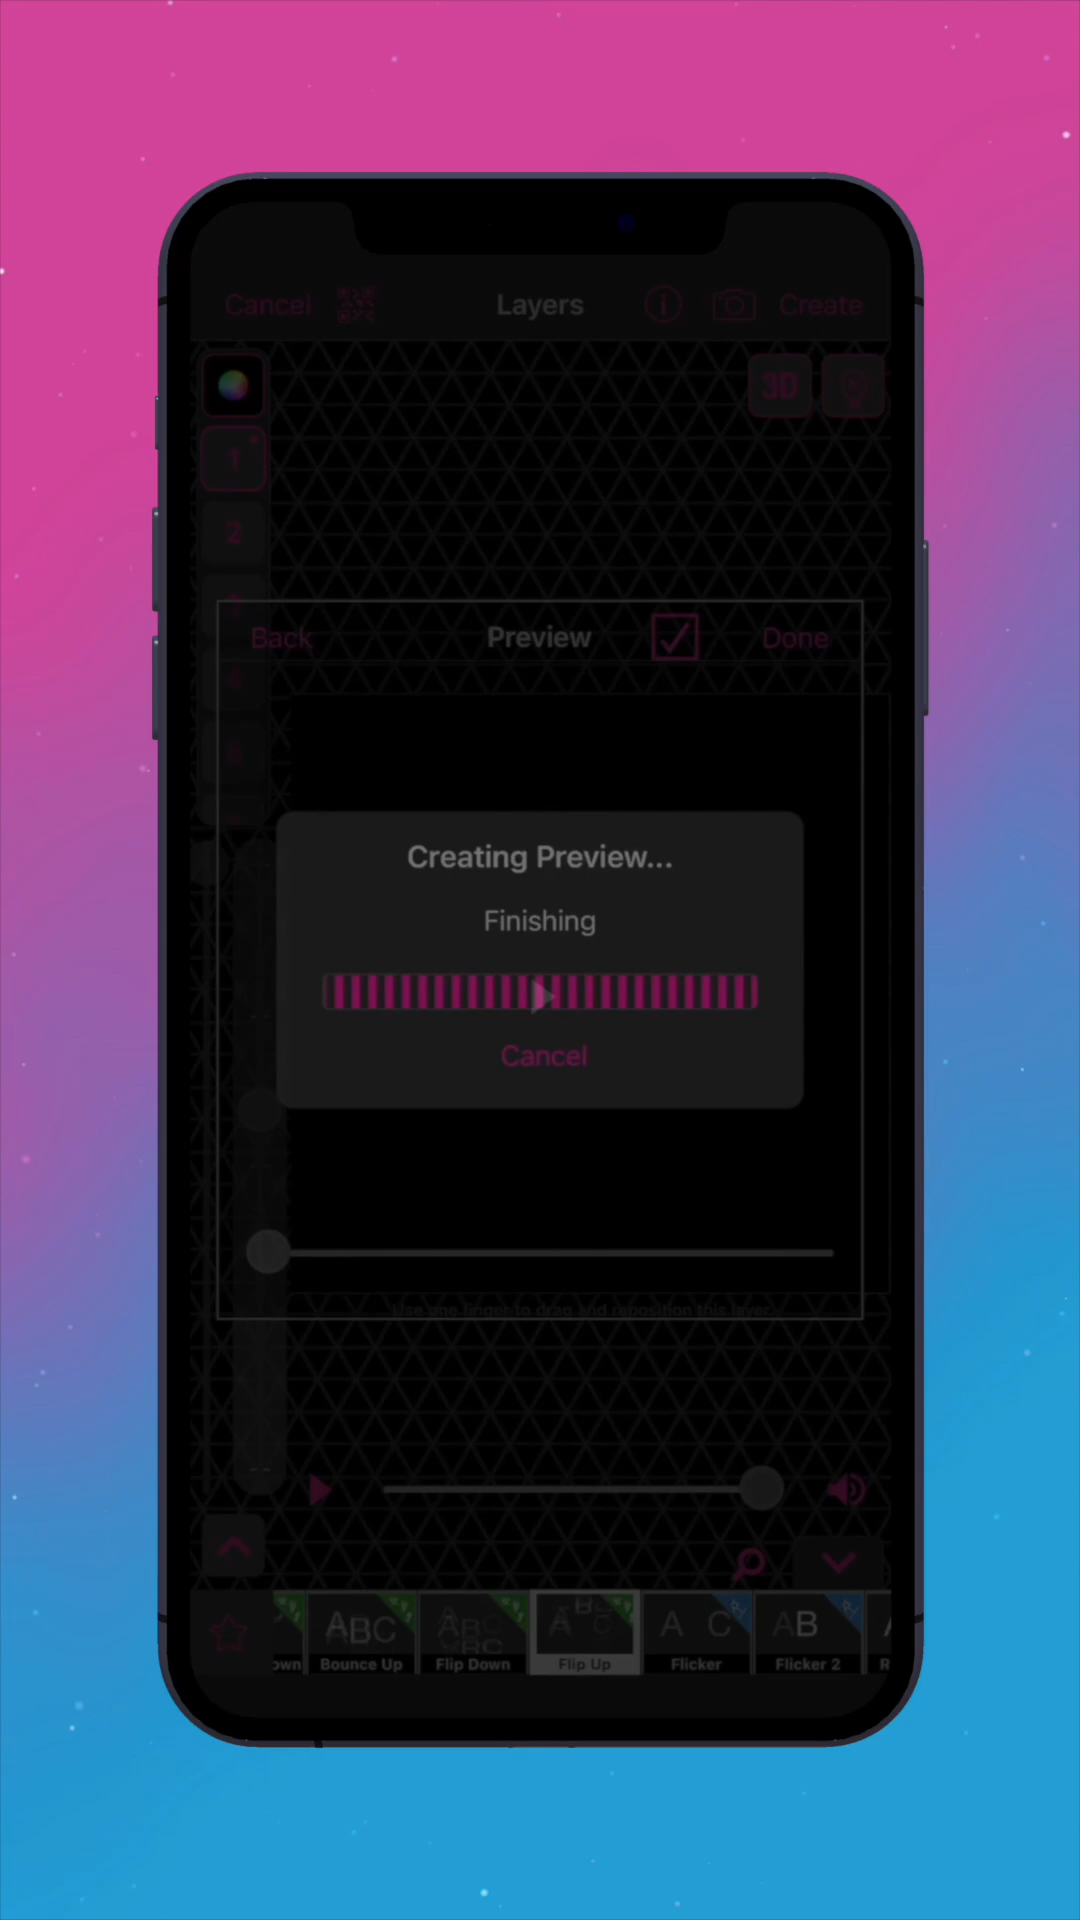 Cancel Layers Create
3D
1
2
Back Preview Done
Creating Preview...
Finishing
Cancel
Use one finger to drag and reposition this layer.
ABC A C AB
own Bounce Up Flip Down Flip Up Flicker Flicker 2 R